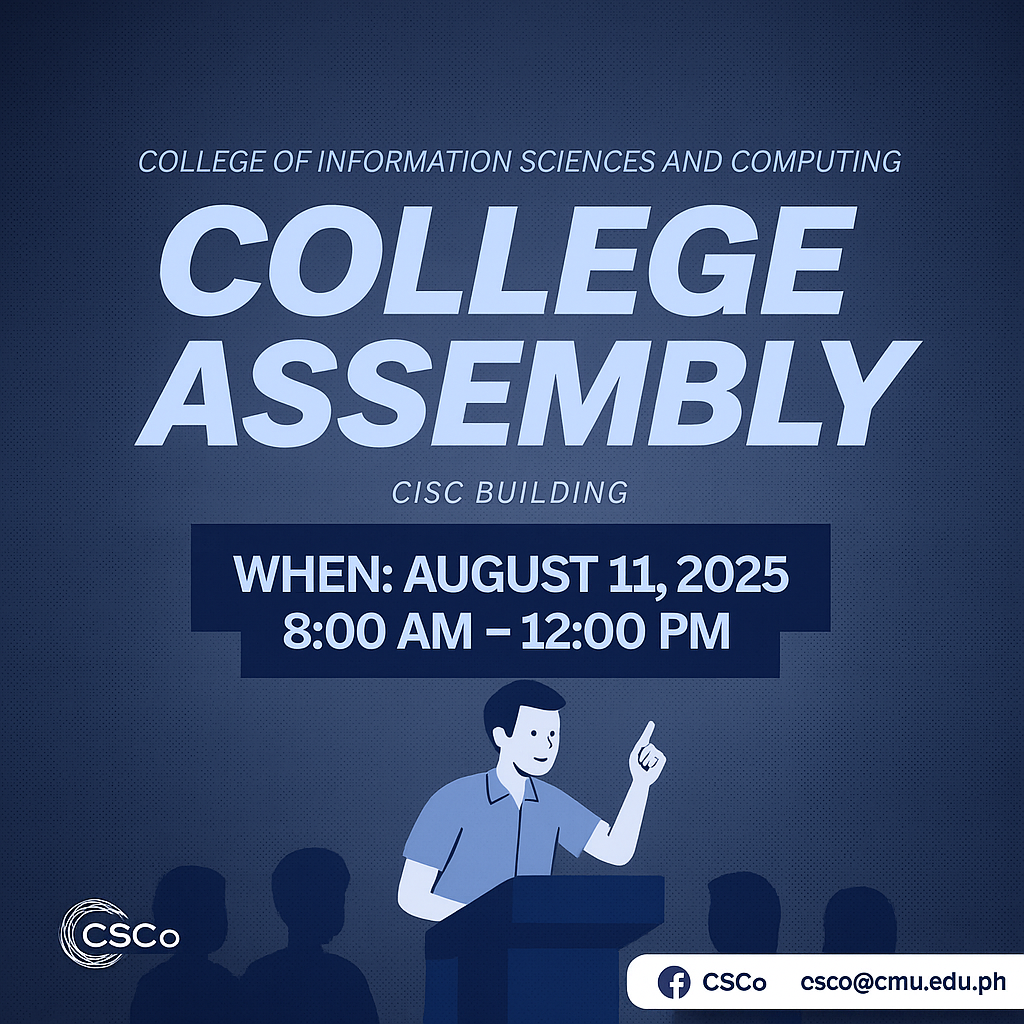 COLLEGE OF INFORMATION SCIENCES AND COMPUTING
COLLEGE
ASSEMBLY
CISC BUILDING
WHEN: AUGUST 11, 2025
8:00 AM – 12:00 PM
CSCo
CSCo csco@cmu.edu.ph